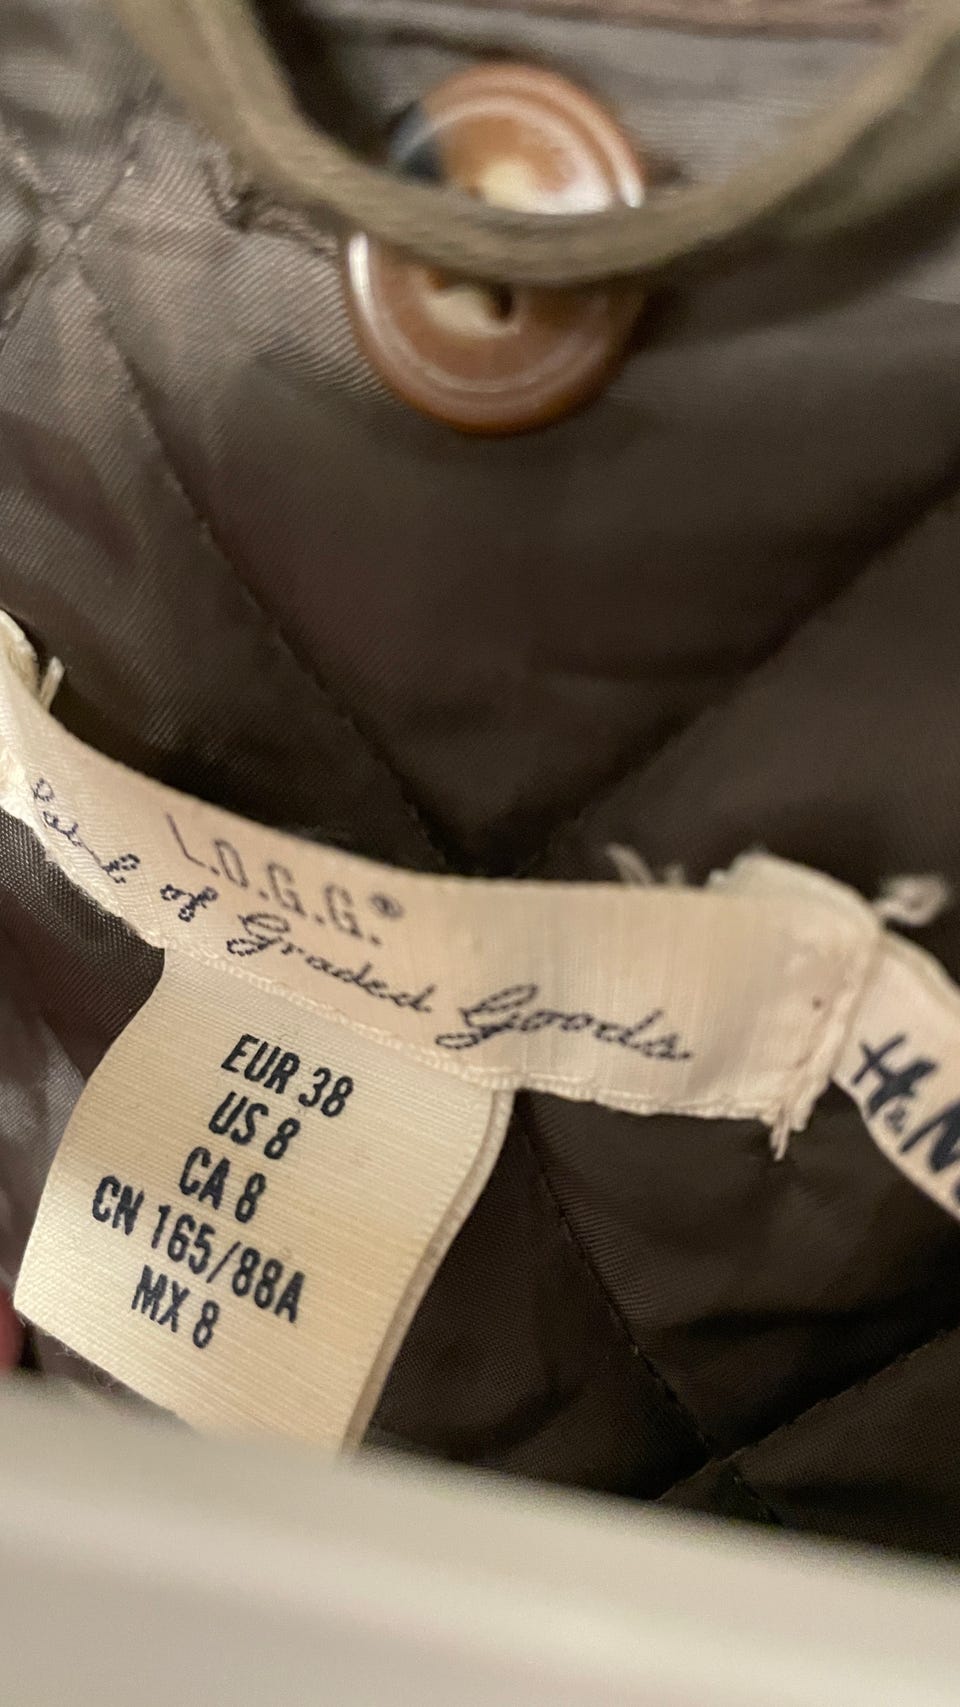 L.O.G.G.®
Label of Graded Goods
H&M
EUR 38
US 8
CA 8
CN 165/88A
MX 8